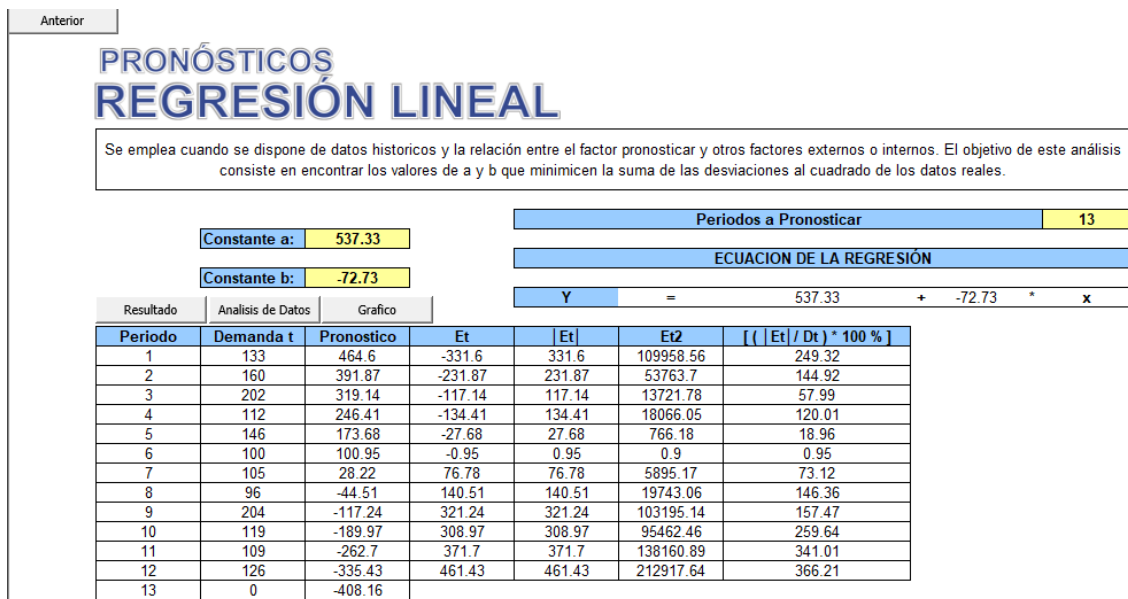 Anterior
PRONÓSTICOS
REGRESIÓN LINEAL
Se emplea cuando se dispone de datos historicos y la relación entre el factor pronosticar y otros factores externos o internos. El objetivo de este análisis
consiste en encontrar los valores de a y b que minimicen la suma de las desviaciones al cuadrado de los datos reales.
Periodos a Pronosticar 13
Constante a: 537.33
ECUACION DE LA REGRESIÓN
Constante b: -72.73
Y = 537.33 + -72.73 * x
Resultado Analisis de Datos Grafico
Periodo Demanda t Pronostico Et |Et| Et2 [ ( |Et| / Dt ) * 100 % ]
1 133 464.6 -331.6 331.6 109958.56 249.32
2 160 391.87 -231.87 231.87 53763.7 144.92
3 202 319.14 -117.14 117.14 13721.78 57.99
4 112 246.41 -134.41 134.41 18066.05 120.01
5 146 173.68 -27.68 27.68 766.18 18.96
6 100 100.95 -0.95 0.95 0.9 0.95
7 105 28.22 76.78 76.78 5895.17 73.12
8 96 -44.51 140.51 140.51 19743.06 146.36
9 204 -117.24 321.24 321.24 103195.14 157.47
10 119 -189.97 308.97 308.97 95462.46 259.64
11 109 -262.7 371.7 371.7 138160.89 341.01
12 126 -335.43 461.43 461.43 212917.64 366.21
13 0 -408.16